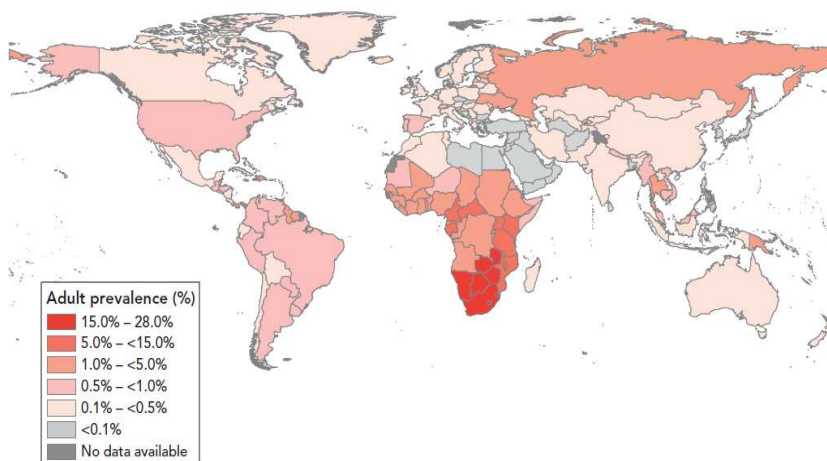 Adult prevalence (%)
15.0% – 28.0%
5.0% – <15.0%
1.0% – <5.0%
0.5% – <1.0%
0.1% – <0.5%
<0.1%
No data available